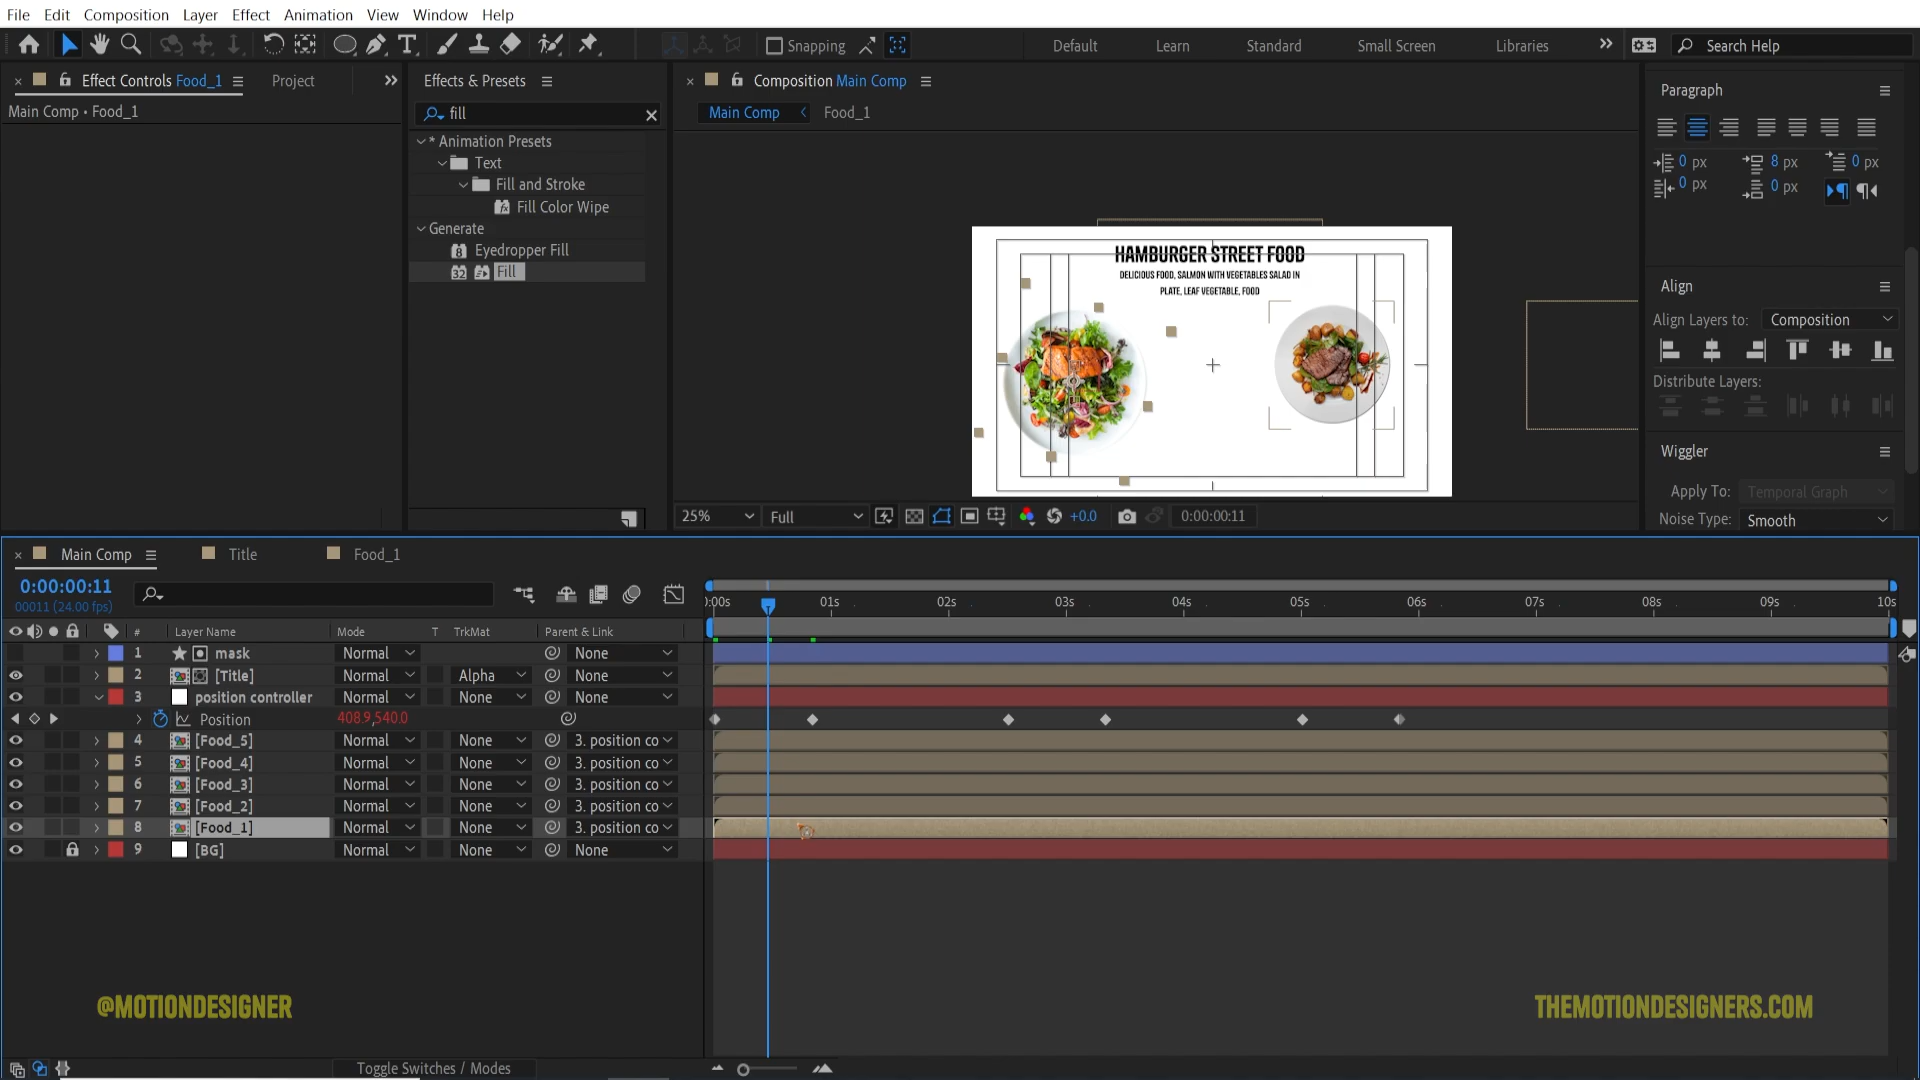 File Edit Composition Layer Effect Animation View Window Help
Snapping Default Learn Standard Small Screen Libraries Search Help
Effect Controls Food_1 Project
Main Comp • Food_1
Effects & Presets
fill
* Animation Presets
Text
Fill and Stroke
Fill Color Wipe
Generate
Eyedropper Fill
Fill
Composition Main Comp
Main Comp Food_1
HAMBURGER STREET FOOD
DELICIOUS FOOD, SALMON WITH VEGETABLES SALAD IN
PLATE, LEAF VEGETABLE, FOOD
25% Full +0.0 0:00:00:11
Paragraph
0 px 8 px 0 px
0 px 0 px
Align
Align Layers to: Composition
Distribute Layers:
Wiggler
Apply To: Temporal Graph
Noise Type: Smooth
Main Comp Title Food_1
0:00:00:11
00011 (24.00 fps)
:00s 01s 02s 03s 04s 05s 06s 07s 08s 09s 10s
# Layer Name Mode T TrkMat Parent & Link
1 mask Normal None
2 [Title] Normal Alpha None
3 position controller Normal None None
Position 408.9,540.0
4 [Food_5] Normal None 3. position co
5 [Food_4] Normal None 3. position co
6 [Food_3] Normal None 3. position co
7 [Food_2] Normal None 3. position co
8 [Food_1] Normal None 3. position co
9 [BG] Normal None None
@MOTIONDESIGNER
THEMOTIONDESIGNERS.COM
Toggle Switches / Modes